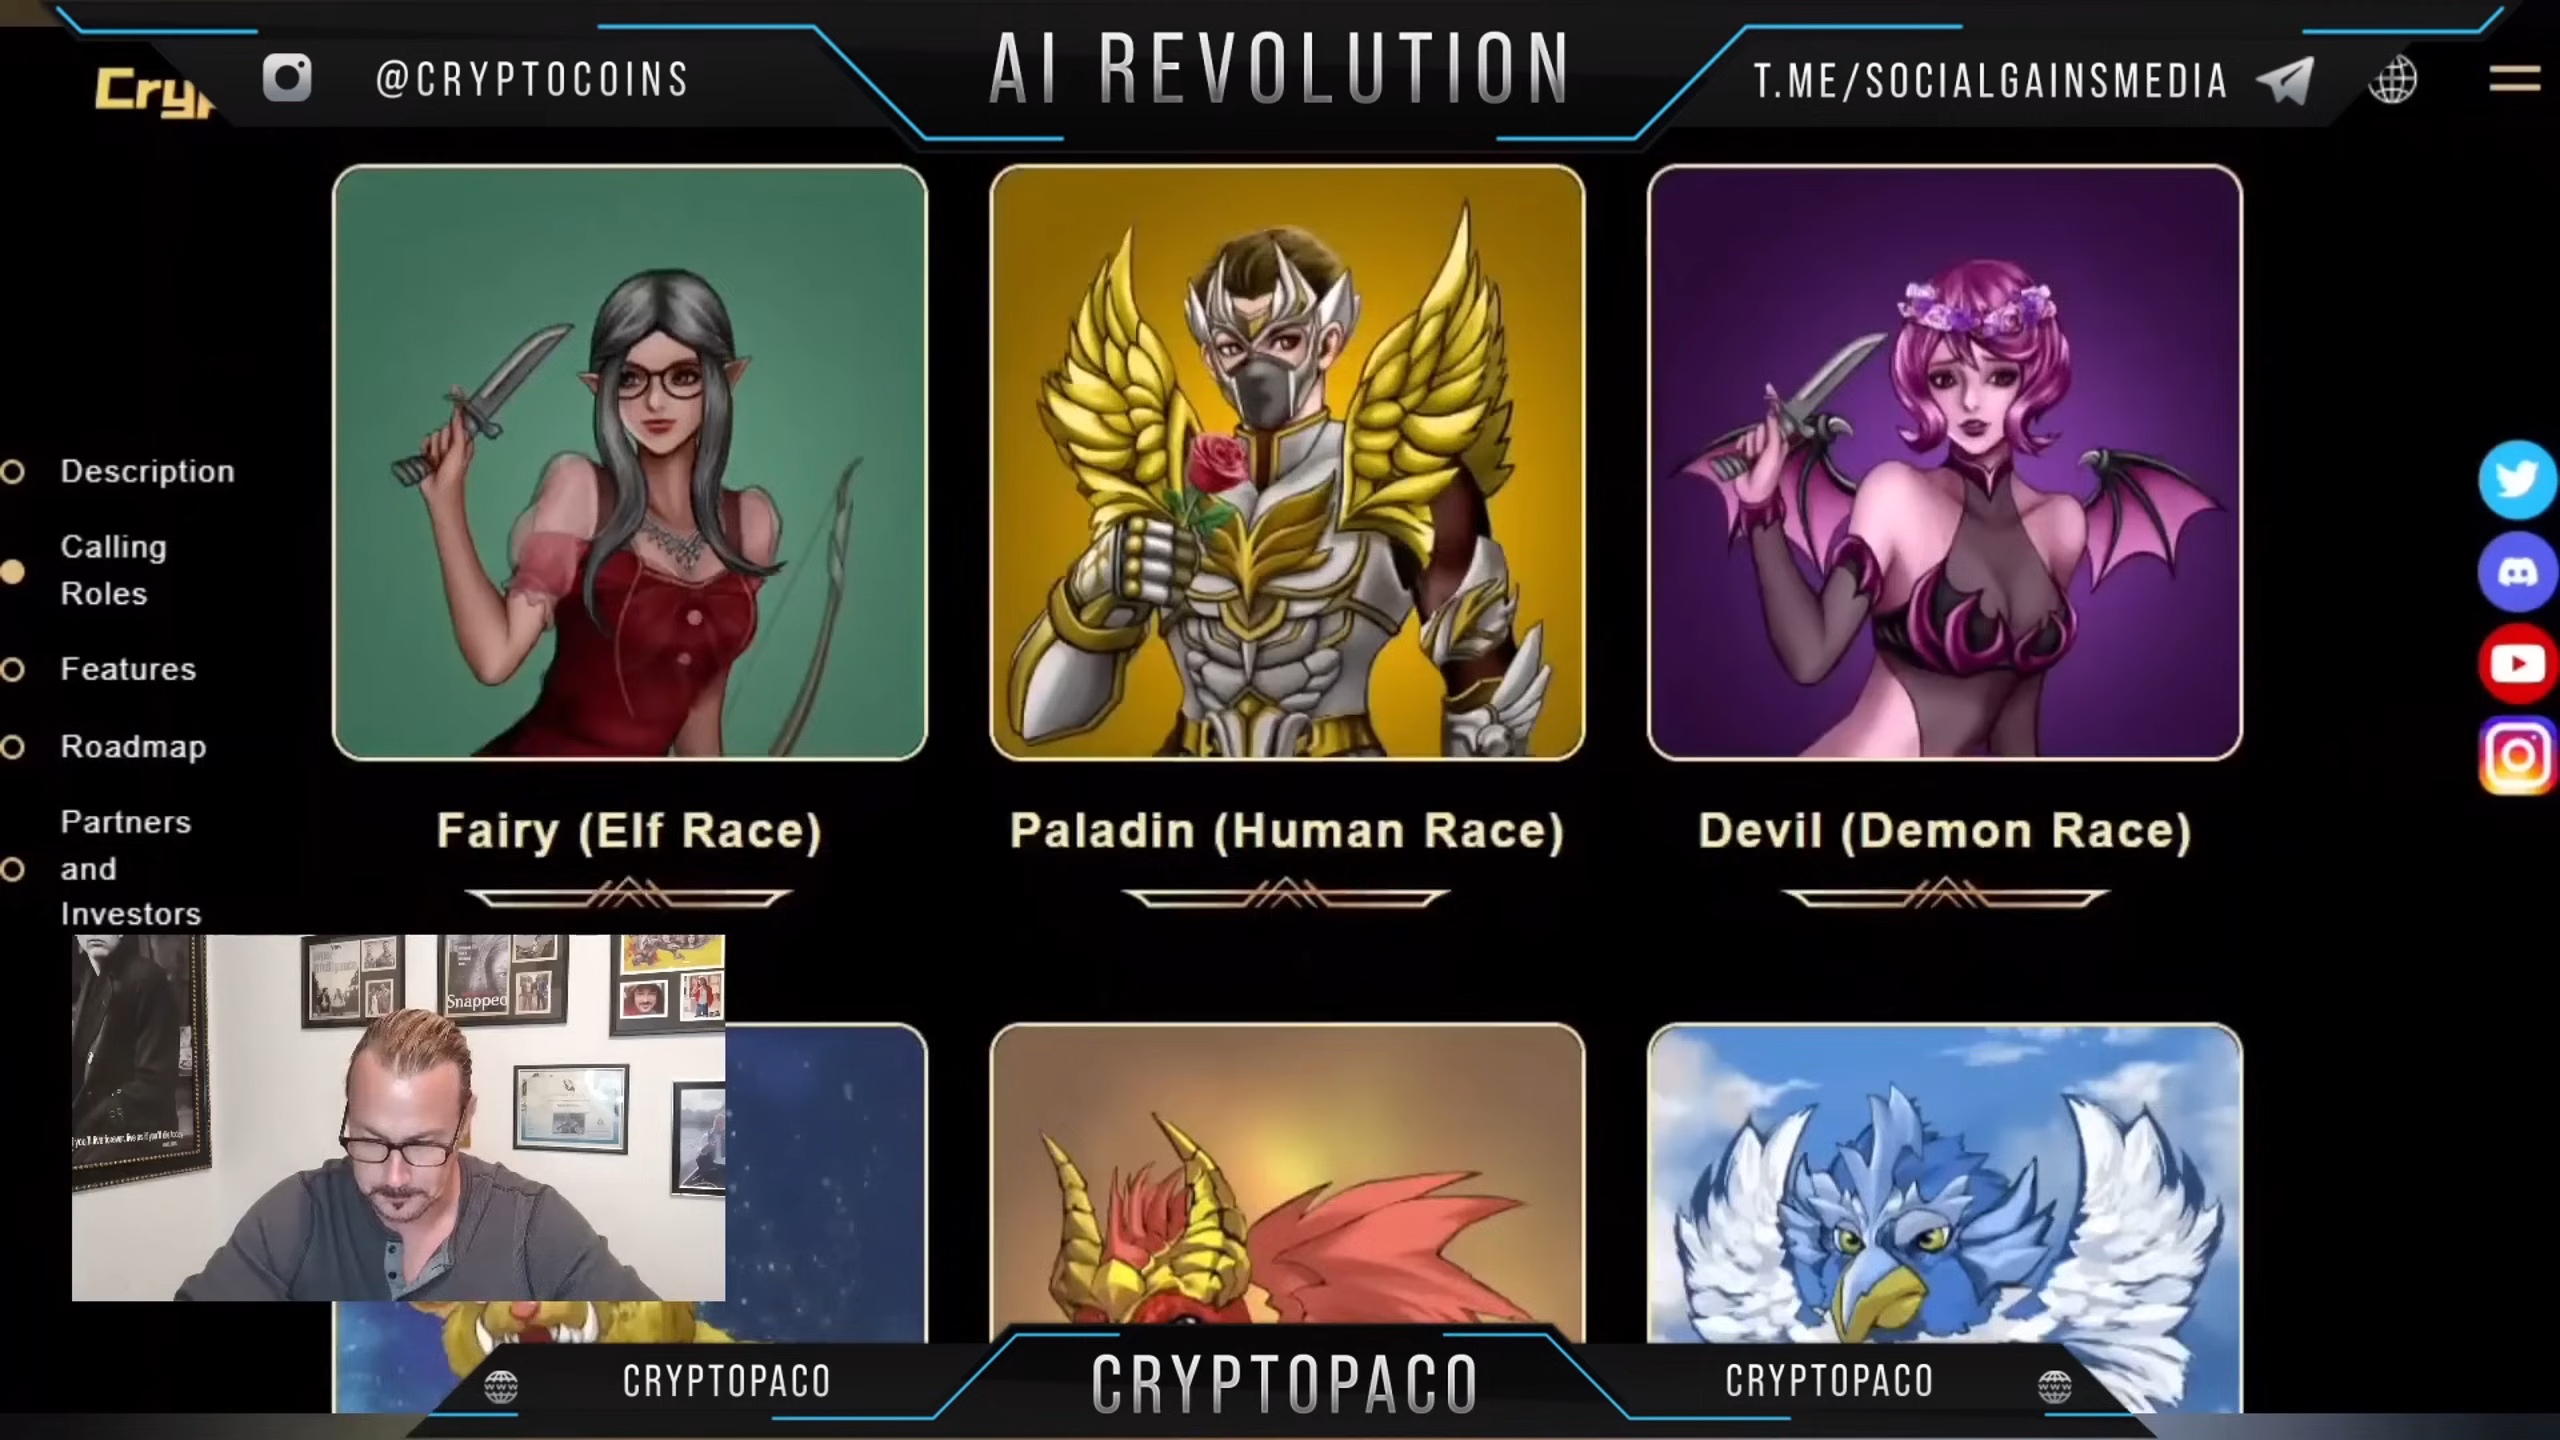 @CRYPTOCOINS
AI REVOLUTION
T.ME/SOCIALGAINSMEDIA
Cry
Description
Calling
Roles
Features
Roadmap
Partners
and
Investors
Fairy (Elf Race)
Paladin (Human Race)
Devil (Demon Race)
Snapped
CRYPTOPACO
CRYPTOPACO
CRYPTOPACO